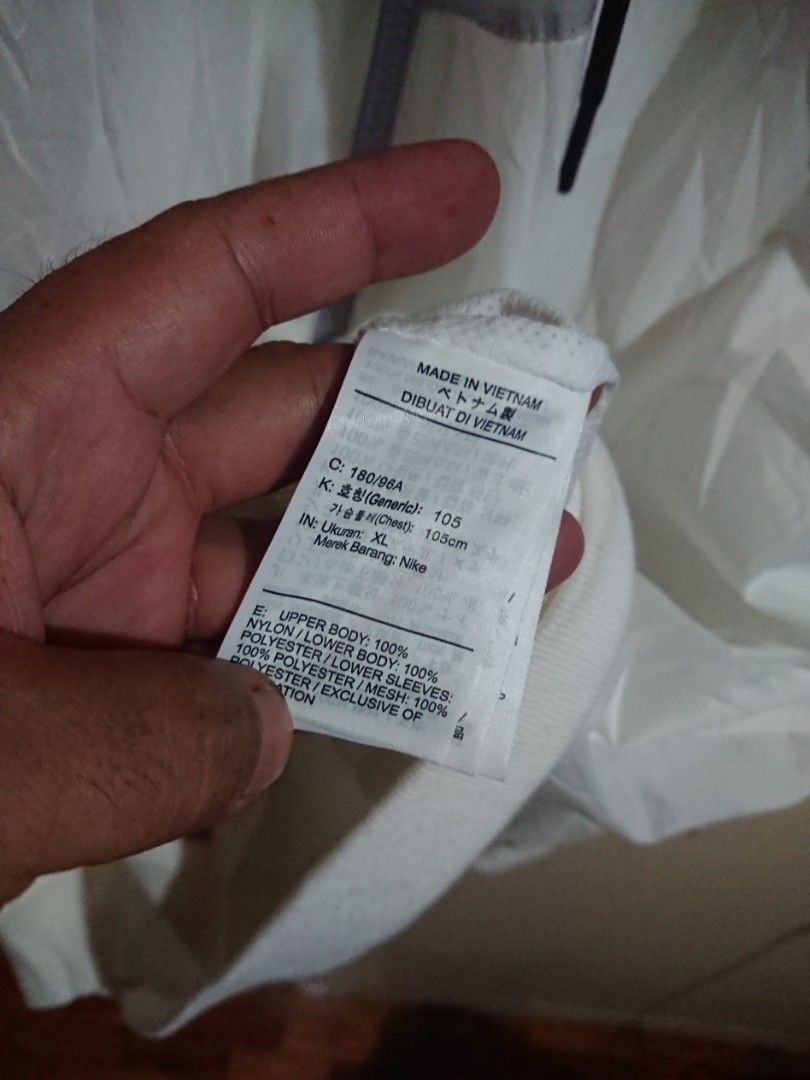 MADE IN VIETNAM
ベトナム製
DIBUAT DI VIETNAM
C: 180/96A
K: 호칭(Generic): 105
가슴둘레(Chest): 105cm
IN: Ukuran: XL
Merek Barang: Nike
E: UPPER BODY: 100%
NYLON / LOWER BODY: 100%
POLYESTER / LOWER SLEEVES:
100% POLYESTER / MESH: 100%
POLYESTER / EXCLUSIVE OF